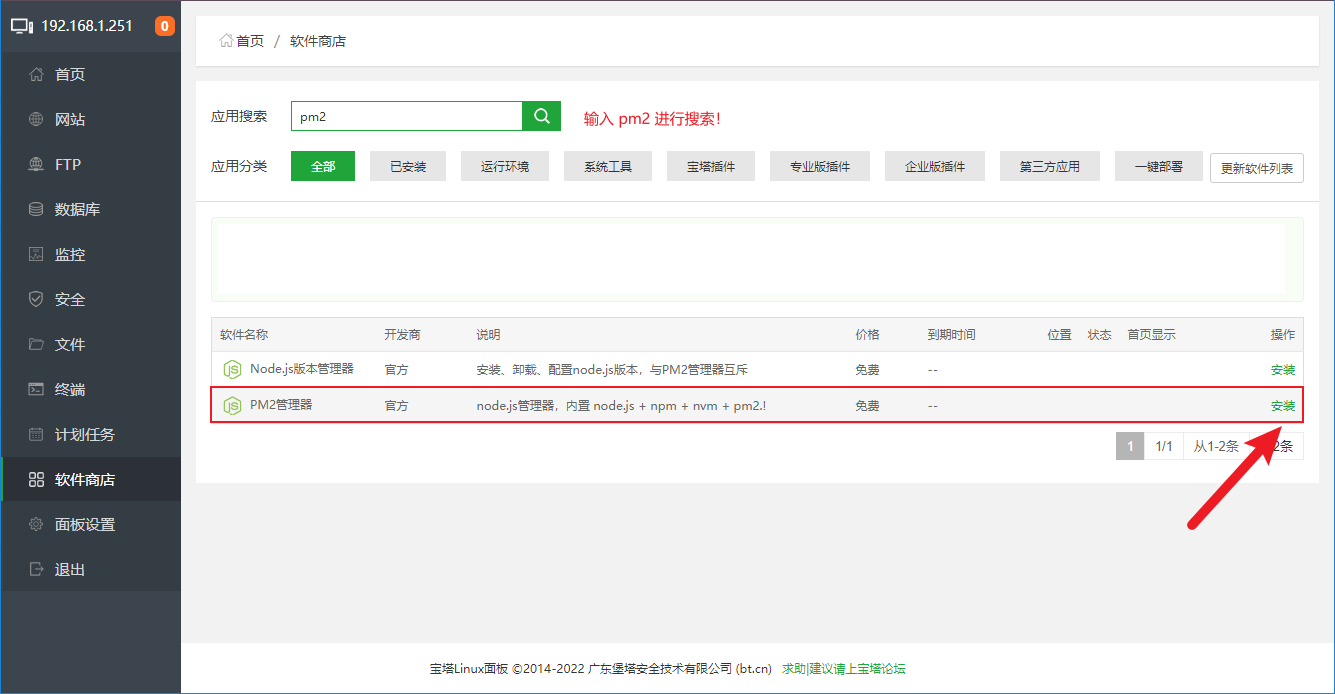 192.168.1.251 0
首页
网站
FTP
数据库
监控
安全
文件
终端
计划任务
软件商店
面板设置
退出
首页 / 软件商店
应用搜索 pm2 输入 pm2 进行搜索!
应用分类 全部 已安装 运行环境 系统工具 宝塔插件 专业版插件 企业版插件 第三方应用 一键部署 更新软件列表
软件名称 开发商 说明 价格 到期时间 位置 状态 首页显示 操作
Node.js版本管理器 官方 安装、卸载、配置node.js版本，与PM2管理器互斥 免费 -- 安装
PM2管理器 官方 node.js管理器，内置 node.js + npm + nvm + pm2.! 免费 -- 安装
1 1/1 从1-2条 2条
宝塔Linux面板 ©2014-2022 广东堡塔安全技术有限公司 (bt.cn) 求助|建议请上宝塔论坛